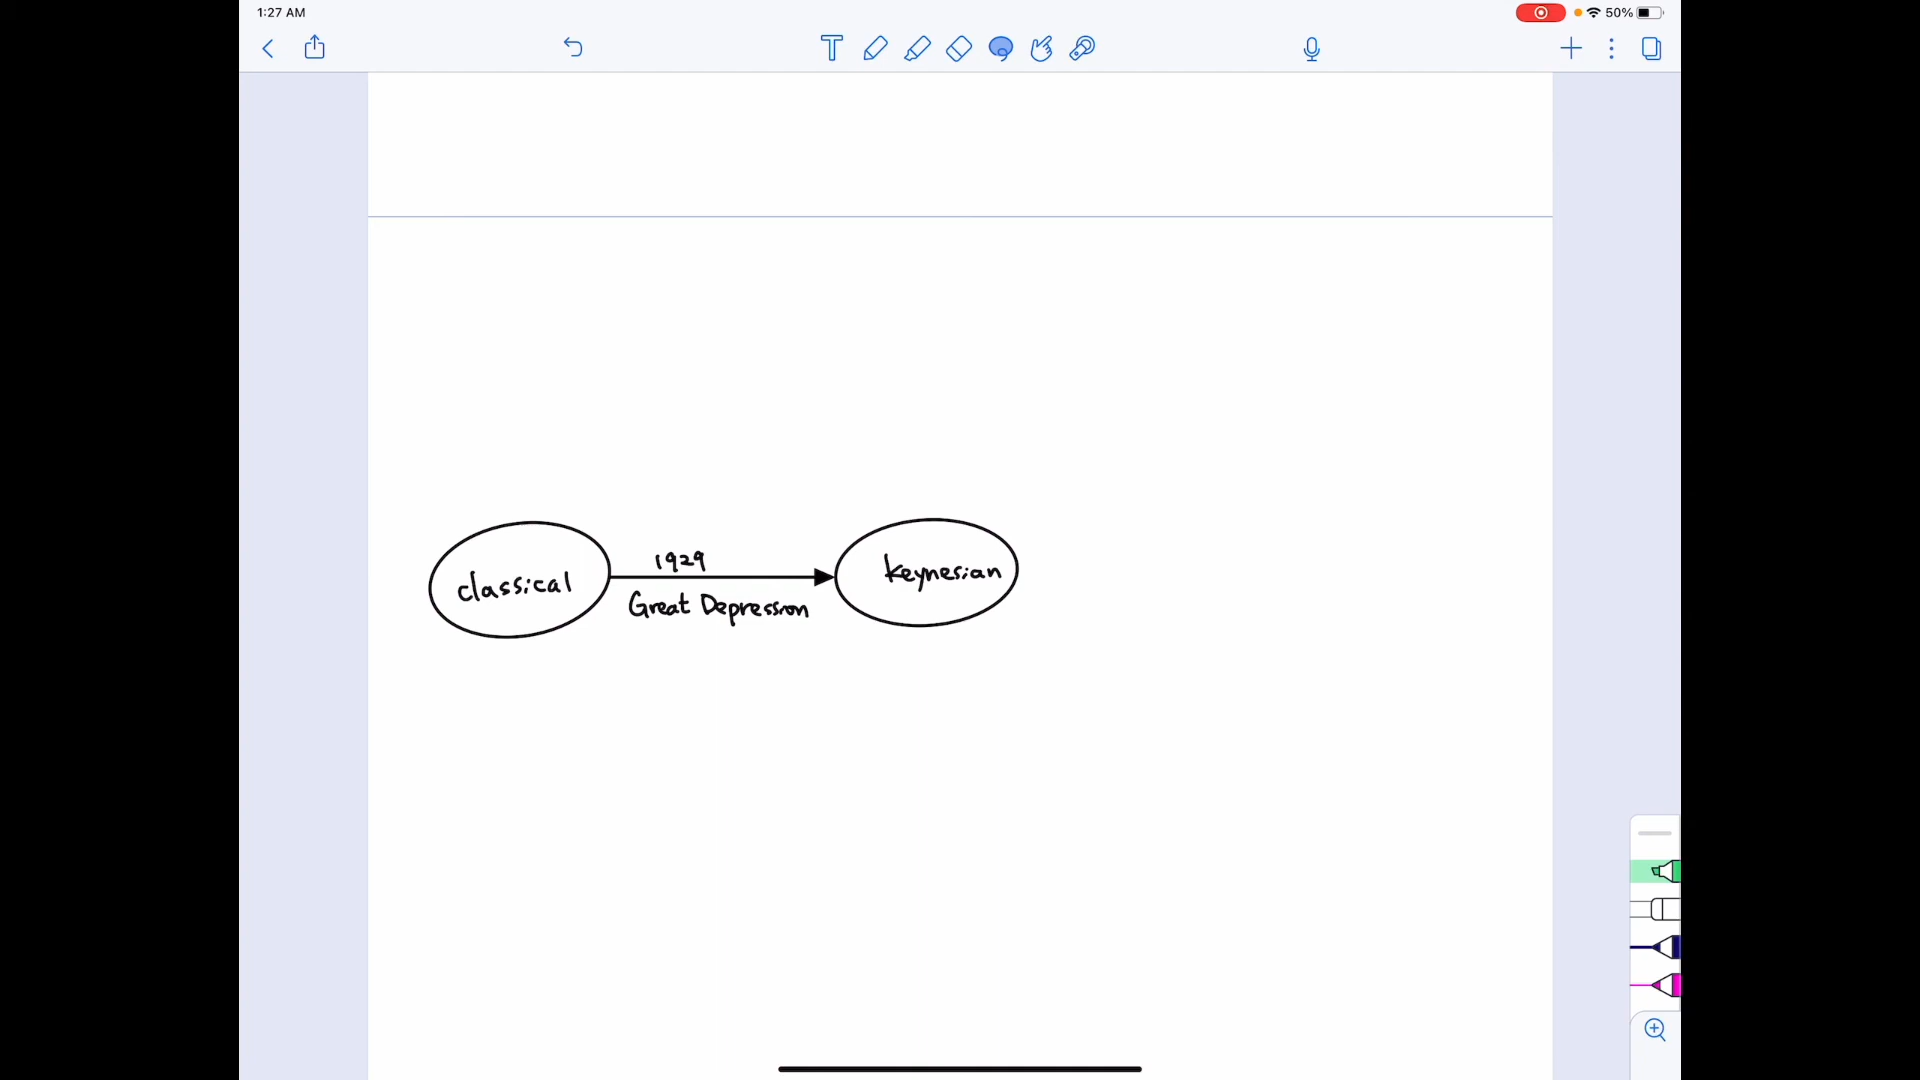 1:27 AM
50%
T
1929
classical
keynesian
Great Depression